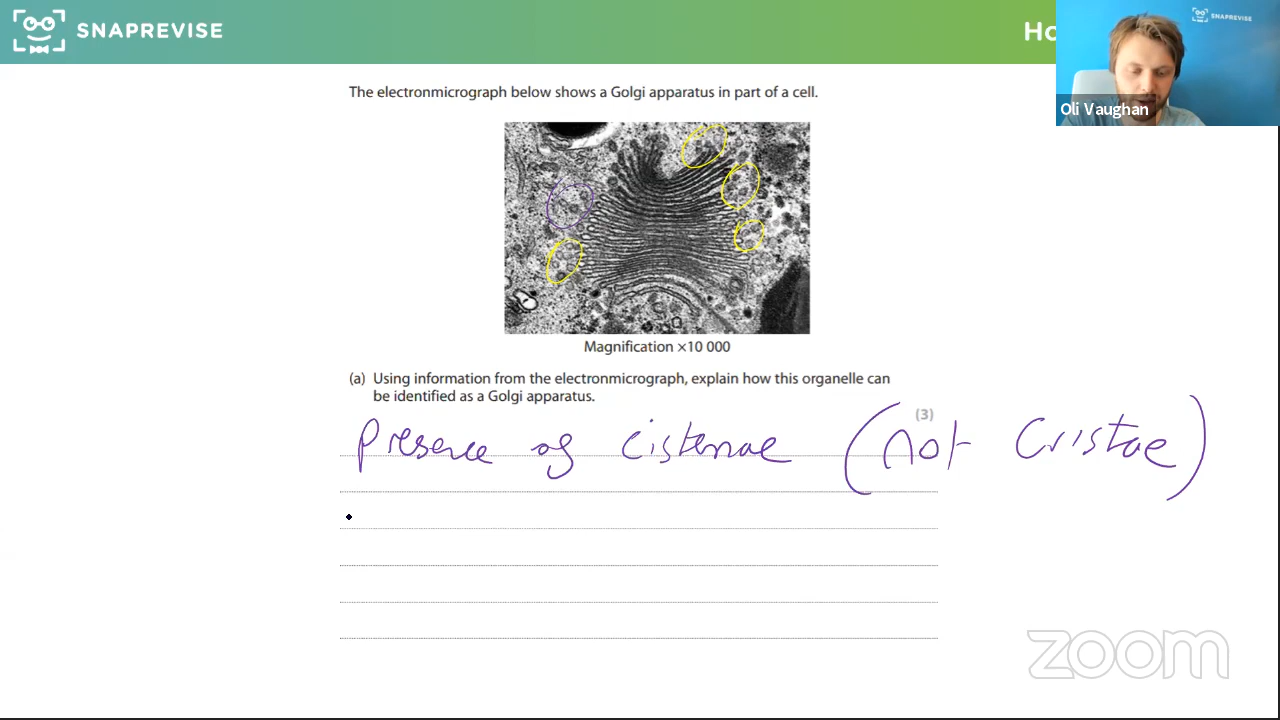 SNAPREVISE
Ho
SNAPREVISE
Oli Vaughan
The electronmicrograph below shows a Golgi apparatus in part of a cell.
Magnification ×10 000
(a) Using information from the electronmicrograph, explain how this organelle can
be identified as a Golgi apparatus.
(3)
Presence of cisternae (not cristae)
zoom